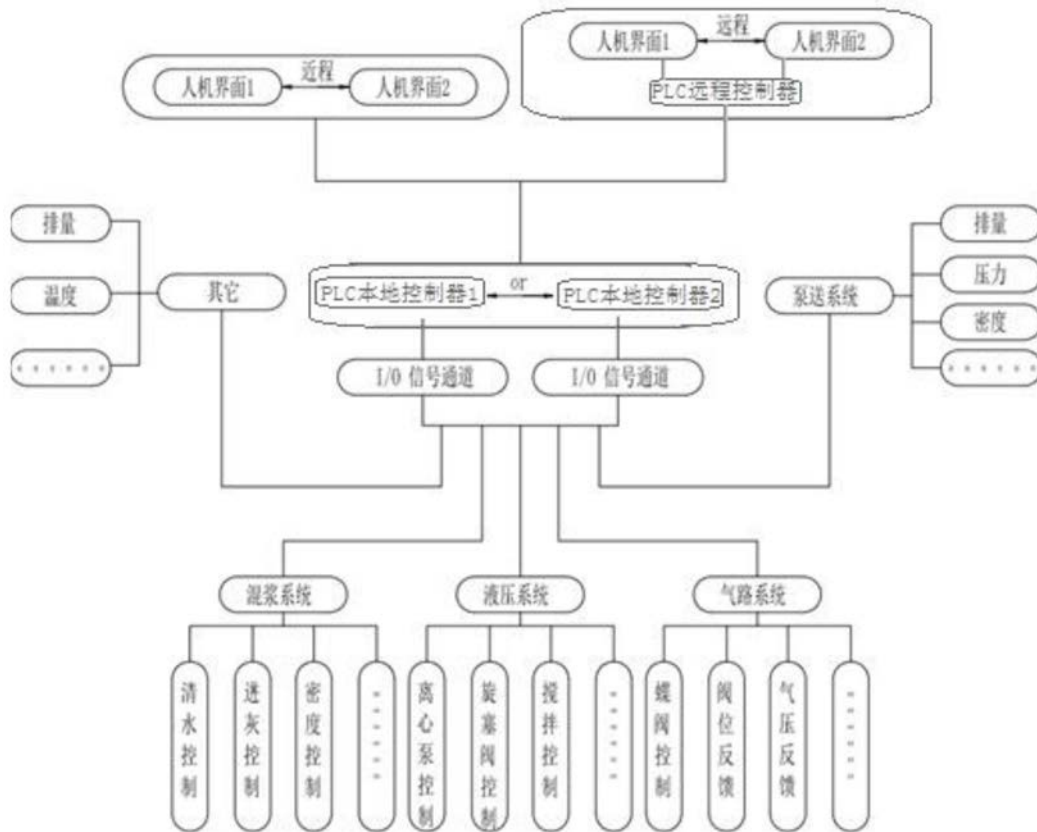 人机界面1
远程
人机界面2
PLC远程控制器
人机界面1
近程
人机界面2
排量
温度
其它
PLC本地控制器1
or
PLC本地控制器2
泵送系统
排量
压力
密度
I/O 信号通道
I/O 信号通道
混浆系统
液压系统
气路系统
清水控制
进灰控制
密度控制
离心泵控制
旋塞阀控制
搅拌控制
蝶阀控制
阀位反馈
气压反馈